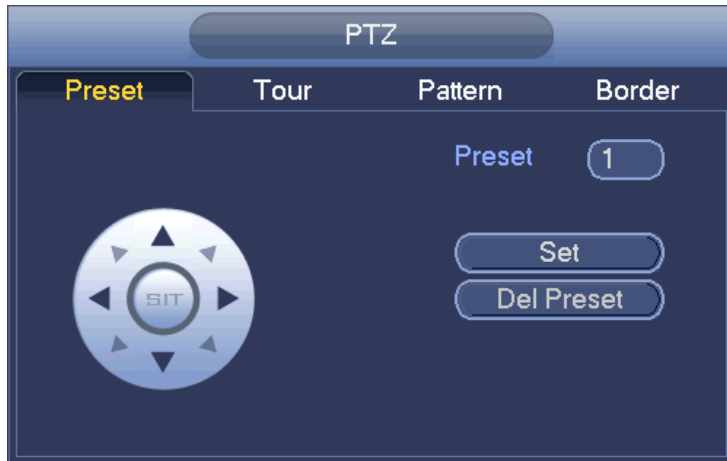 PTZ
Preset Tour Pattern Border
Preset 1
Set
SIT
Del Preset